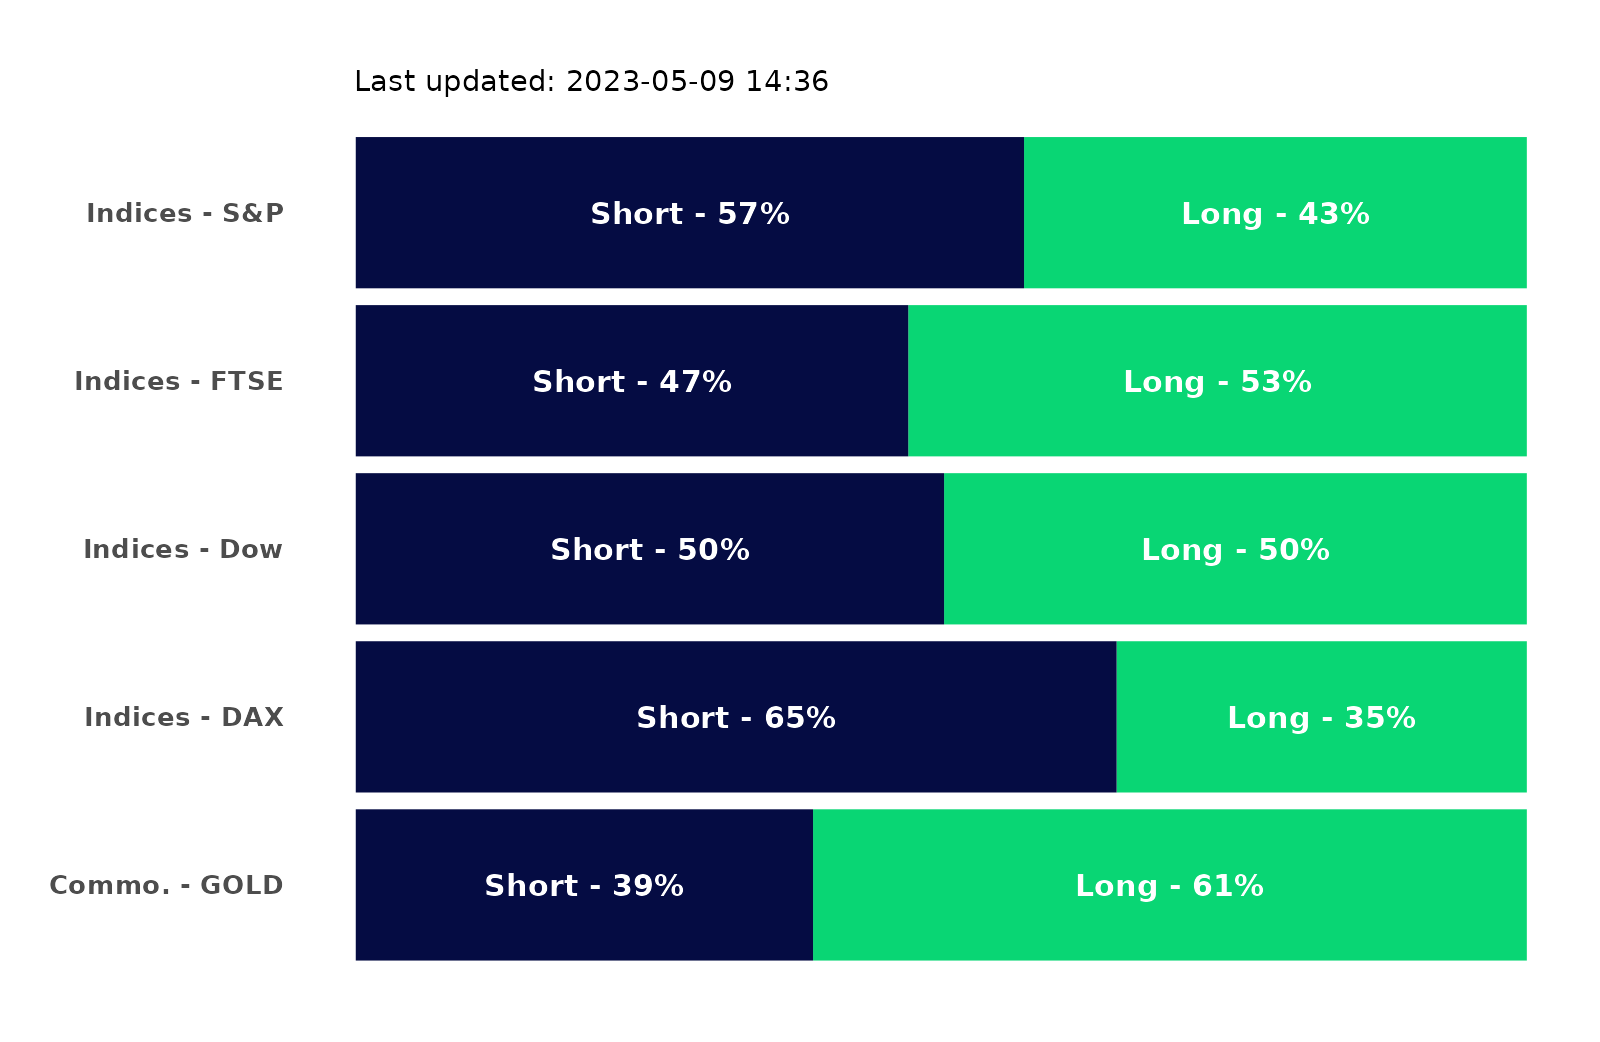 Last updated: 2023-05-09 14:36
Indices - S&P Short - 57% Long - 43%
Indices - FTSE Short - 47% Long - 53%
Indices - Dow Short - 50% Long - 50%
Indices - DAX Short - 65% Long - 35%
Commo. - GOLD Short - 39% Long - 61%